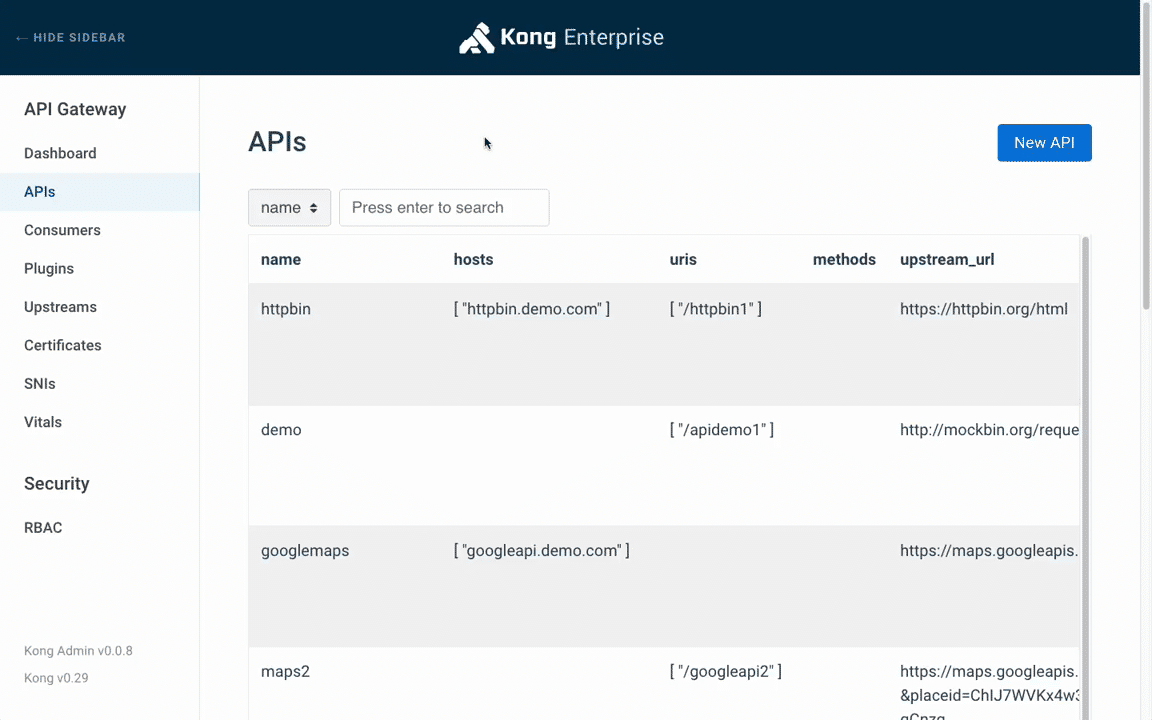 ← HIDE SIDEBAR
Kong Enterprise
API Gateway
Dashboard
APIs
Consumers
Plugins
Upstreams
Certificates
SNIs
Vitals
Security
RBAC
Kong Admin v0.0.8
Kong v0.29
APIs
New API
name
Press enter to search
name hosts uris methods upstream_url
httpbin [ "httpbin.demo.com" ] [ "/httpbin1" ] https://httpbin.org/html
demo [ "/apidemo1" ] http://mockbin.org/reque
googlemaps [ "googleapi.demo.com" ] https://maps.googleapis.
maps2 [ "/googleapi2" ] https://maps.googleapis.